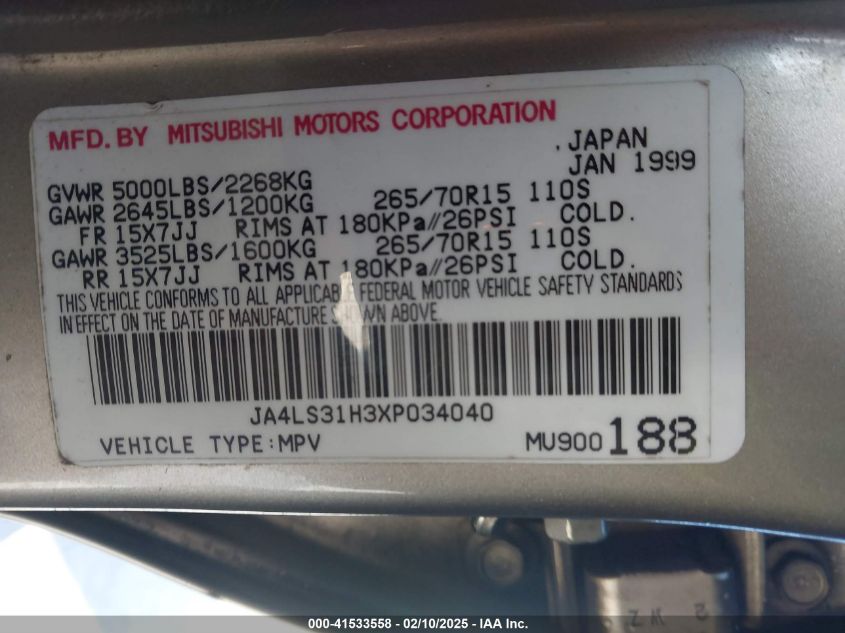 MFD. BY MITSUBISHI MOTORS CORPORATION
.JAPAN
JAN 1999
GVWR 5000LBS/2268KG
GAWR 2645LBS/1200KG 265/70R15 110S
FR 15X7JJ RIMS AT 180KPa//26PSI COLD.
GAWR 3525LBS/1600KG 265/70R15 110S
RR 15X7JJ RIMS AT 180KPa//26PSI COLD.
THIS VEHICLE CONFORMS TO ALL FEDERAL MOTOR VEHICLE SAFETY STANDARDS
IN EFFECT ON THE DATE OF MANUFACTURE ABOVE.
JA4LS31H3XP034040
VEHICLE TYPE:MPV MU900 188
000-41533558 - 02/10/2025 - IAA Inc.